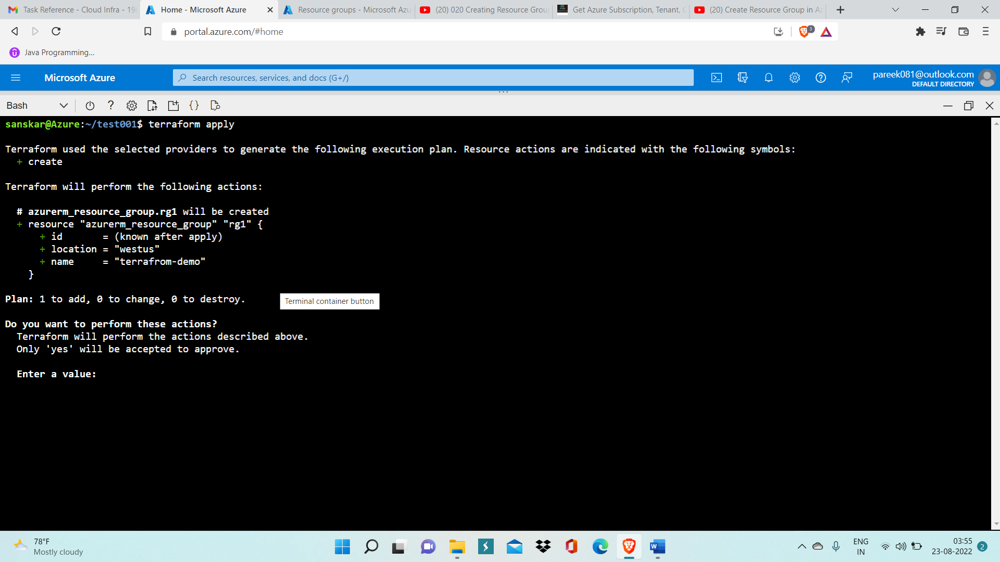 Task Reference - Cloud Infra - 19
Home - Microsoft Azure
Resource groups - Microsoft Azu
(20) 020 Creating Resource Grou
Get Azure Subscription, Tenant, C
(20) Create Resource Group in Az
portal.azure.com/#home
3
Java Programming...
Microsoft Azure
Search resources, services, and docs (G+/)
pareek081@outlook.com
DEFAULT DIRECTORY
Bash
sanskar@Azure:~/test001$ terraform apply
Terraform used the selected providers to generate the following execution plan. Resource actions are indicated with the following symbols:
+ create
Terraform will perform the following actions:
# azurerm_resource_group.rg1 will be created
+ resource "azurerm_resource_group" "rg1" {
+ id       = (known after apply)
+ location = "westus"
+ name     = "terrafrom-demo"
}
Plan: 1 to add, 0 to change, 0 to destroy.
Terminal container button
Do you want to perform these actions?
Terraform will perform the actions described above.
Only 'yes' will be accepted to approve.
Enter a value:
78°F
Mostly cloudy
ENG
IN
03:55
23-08-2022
2